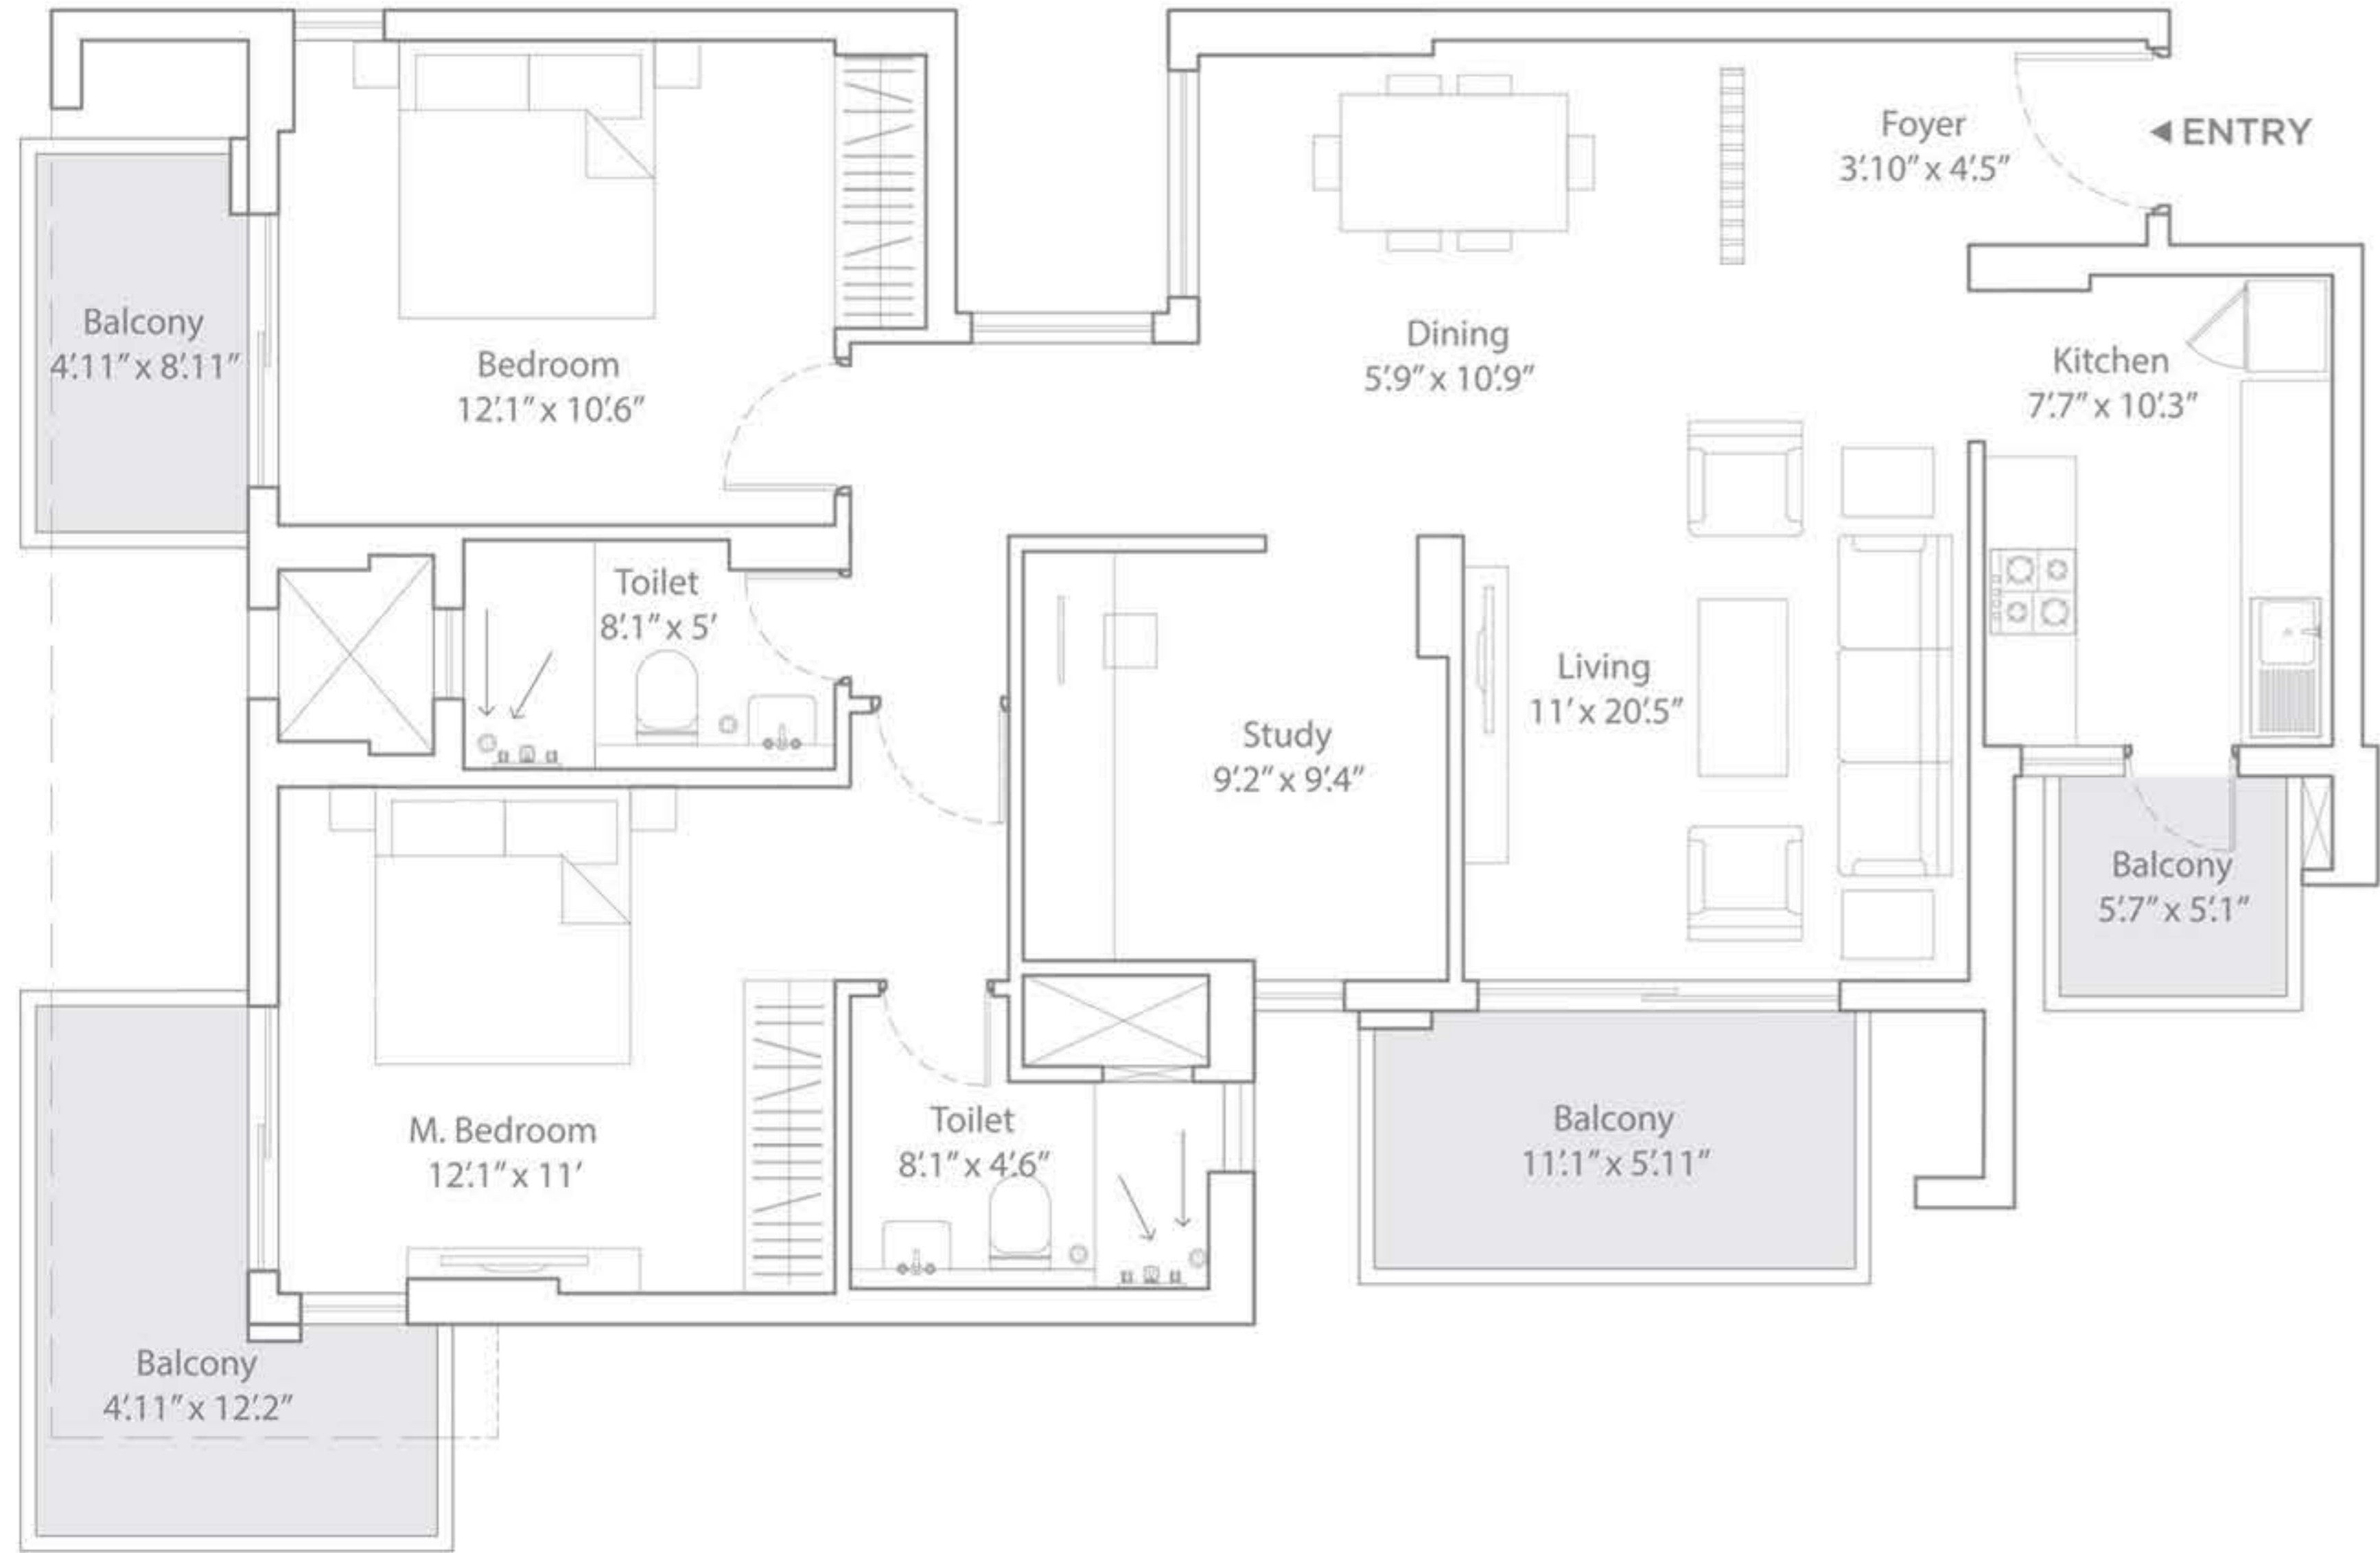 Foyer
3'.10" x 4'.5"
◄ ENTRY
Balcony
4'.11" x 8'.11"
Bedroom
12'.1" x 10'.6"
Dining
5'.9" x 10'.9"
Kitchen
7'.7" x 10'.3"
Toilet
8'.1" x 5'
Living
11' x 20'.5"
Study
9'.2" x 9'.4"
Balcony
5'.7" x 5'.1"
M. Bedroom
12'.1" x 11'
Toilet
8'.1" x 4'.6"
Balcony
11'.1" x 5'.11"
Balcony
4'.11" x 12'.2"